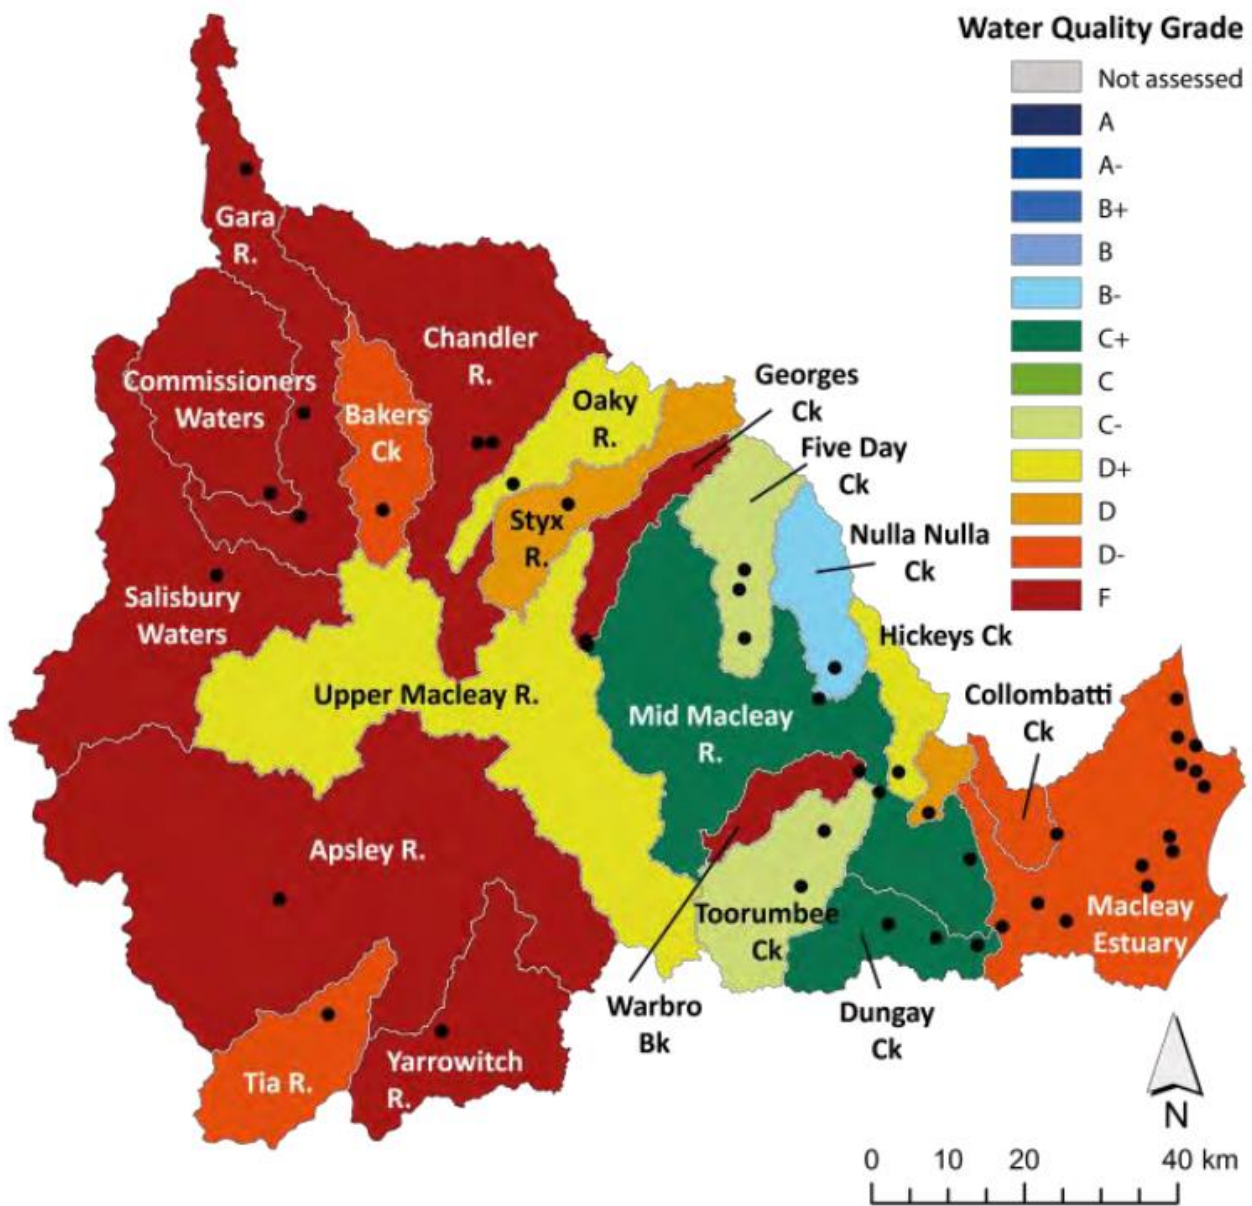 Water Quality Grade
Not assessed
A
A-
B+
B
B-
C+
C
C-
D+
D
D-
F
Gara
R.
Chandler
R.
Commissioners
Waters
Bakers
Ck
Oaky
R.
Georges
Ck
Five Day
Ck
Styx
R.
Nulla Nulla
Ck
Salisbury
Waters
Hickeys Ck
Upper Macleay R.
Mid Macleay
R.
Collombatti
Ck
Apsley R.
Toorumbee
Ck
Macleay
Estuary
Warbro
Bk
Dungay
Ck
Tia R.
Yarrowitch
R.
N
0 10 20 40 km